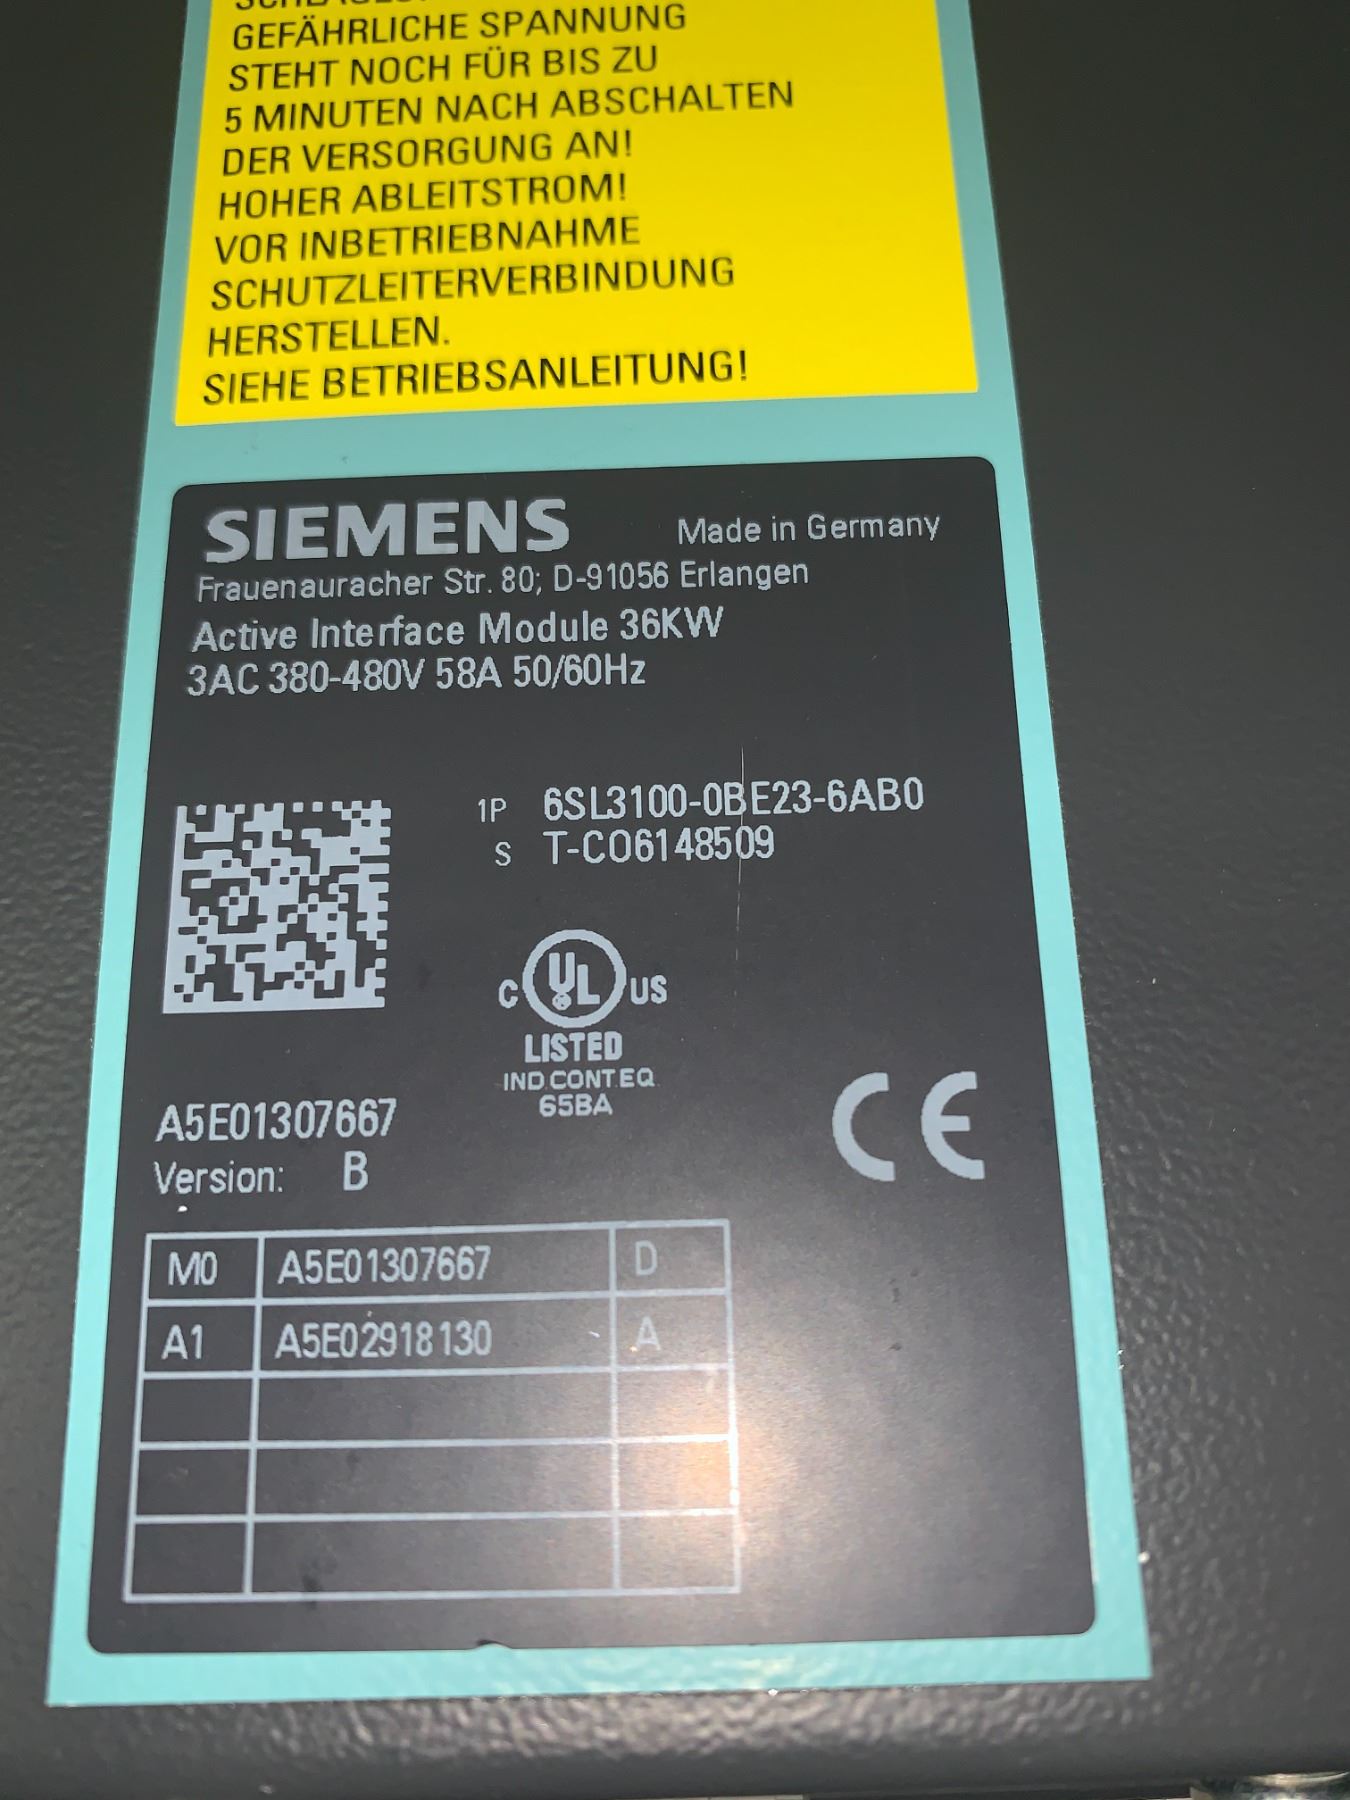 GEFÄHRLICHE SPANNUNG
STEHT NOCH FÜR BIS ZU
5 MINUTEN NACH ABSCHALTEN
DER VERSORGUNG AN!
HOHER ABLEITSTROM!
VOR INBETRIEBNAHME
SCHUTZLEITERVERBINDUNG
HERSTELLEN.
SIEHE BETRIEBSANLEITUNG!
SIEMENS Made in Germany
Frauenauracher Str. 80; D-91056 Erlangen
Active Interface Module 36KW
3AC 380-480V 58A 50/60Hz
1P 6SL3100-0BE23-6AB0
S T-CO6148509
C UL ® US
LISTED
IND.CONT.EQ.
65BA
CE
A5E01307667
Version: B
M0 A5E01307667 D
A1 A5E02918130 A